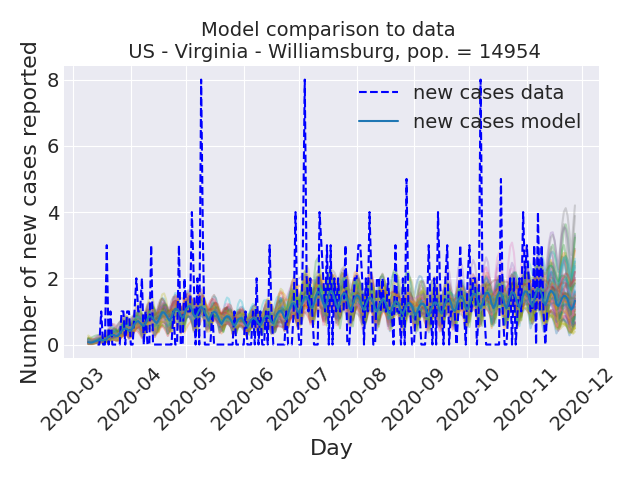 Model comparison to data
US - Virginia - Williamsburg, pop. = 14954
Number of new cases reported
8
6
4
2
0
new cases data
new cases model
2020-03
2020-04
2020-05
2020-06
2020-07
2020-08
2020-09
2020-10
2020-11
2020-12
Day